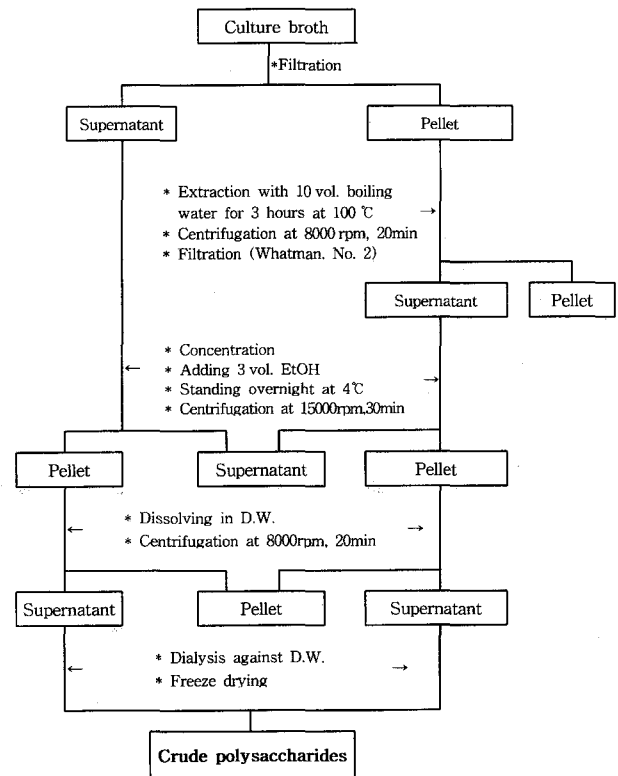 Culture broth
*Filtration
Supernatant
Pellet
* Extraction with 10 vol. boiling
water for 3 hours at 100 ℃ →
* Centrifugation at 8000 rpm, 20min
* Filtration (Whatman. No. 2)
Supernatant
Pellet
* Concentration
← * Adding 3 vol. EtOH
* Standing overnight at 4℃ →
* Centrifugation at 15000rpm,30min
Pellet
Supernatant
Pellet
← * Dissolving in D.W. →
* Centrifugation at 8000rpm, 20min
Supernatant
Pellet
Supernatant
← * Dialysis against D.W. →
* Freeze drying
Crude polysaccharides